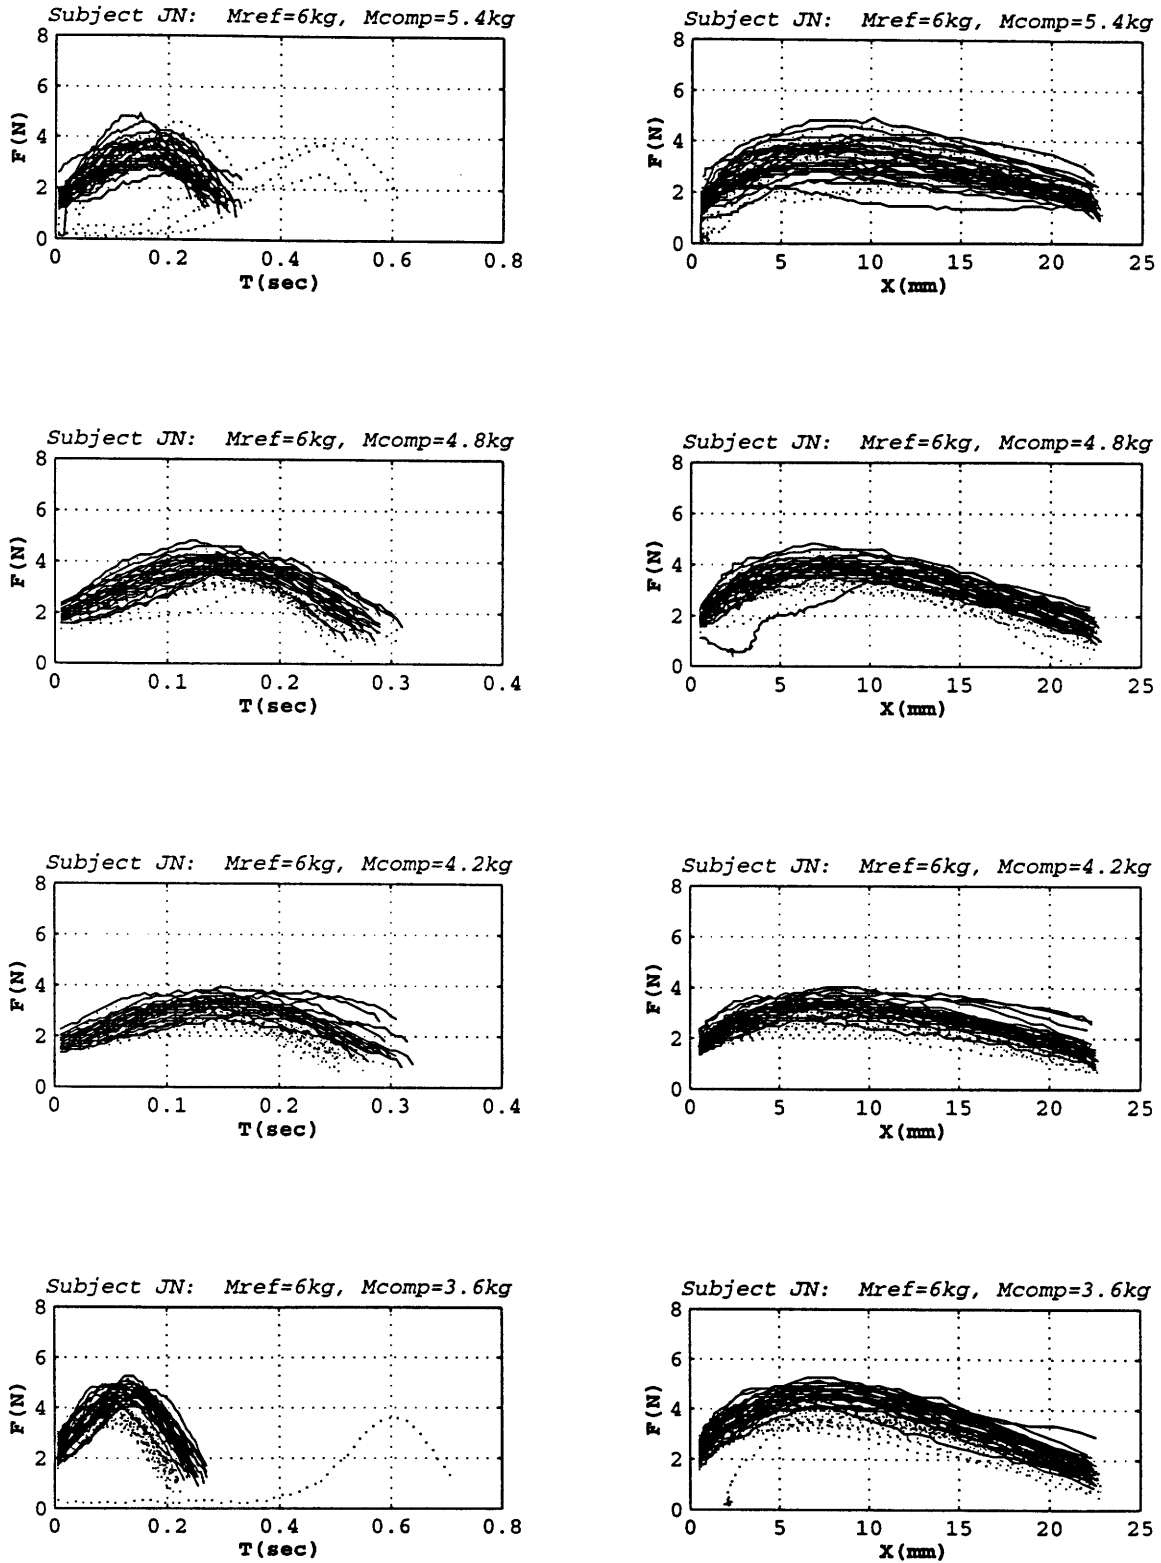 Subject JN: Mref=6kg, Mcomp=5.4kg
8
6
4
2
0
F(N)
0 0.2 0.4 0.6 0.8
T(sec)
Subject JN: Mref=6kg, Mcomp=5.4kg
8
6
4
2
0
F(N)
0 5 10 15 20 25
X(mm)
Subject JN: Mref=6kg, Mcomp=4.8kg
8
6
4
2
0
F(N)
0 0.1 0.2 0.3 0.4
T(sec)
Subject JN: Mref=6kg, Mcomp=4.8kg
8
6
4
2
0
F(N)
0 5 10 15 20 25
X(mm)
Subject JN: Mref=6kg, Mcomp=4.2kg
8
6
4
2
0
F(N)
0 0.1 0.2 0.3 0.4
T(sec)
Subject JN: Mref=6kg, Mcomp=4.2kg
8
6
4
2
0
F(N)
0 5 10 15 20 25
X(mm)
Subject JN: Mref=6kg, Mcomp=3.6kg
8
6
4
2
0
F(N)
0 0.2 0.4 0.6 0.8
T(sec)
Subject JN: Mref=6kg, Mcomp=3.6kg
8
6
4
2
0
F(N)
0 5 10 15 20 25
X(mm)